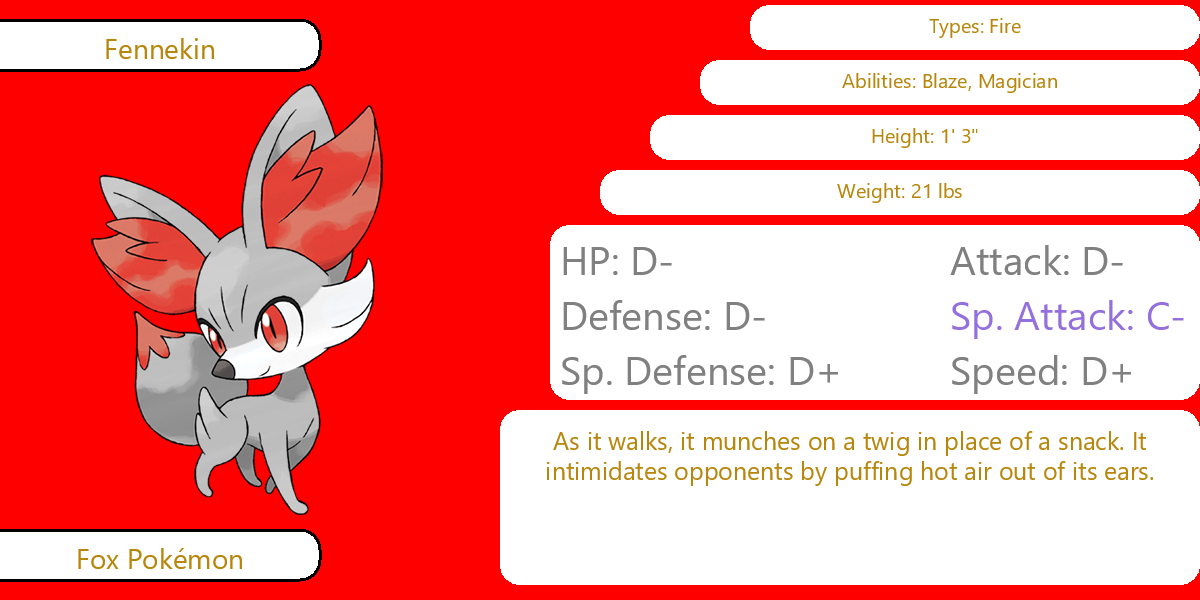 Fennekin
Fox Pokémon
Types: Fire
Abilities: Blaze, Magician
Height: 1' 3"
Weight: 21 lbs
HP: D-
Attack: D-
Defense: D-
Sp. Attack: C-
Sp. Defense: D+
Speed: D+
As it walks, it munches on a twig in place of a snack. It
intimidates opponents by puffing hot air out of its ears.